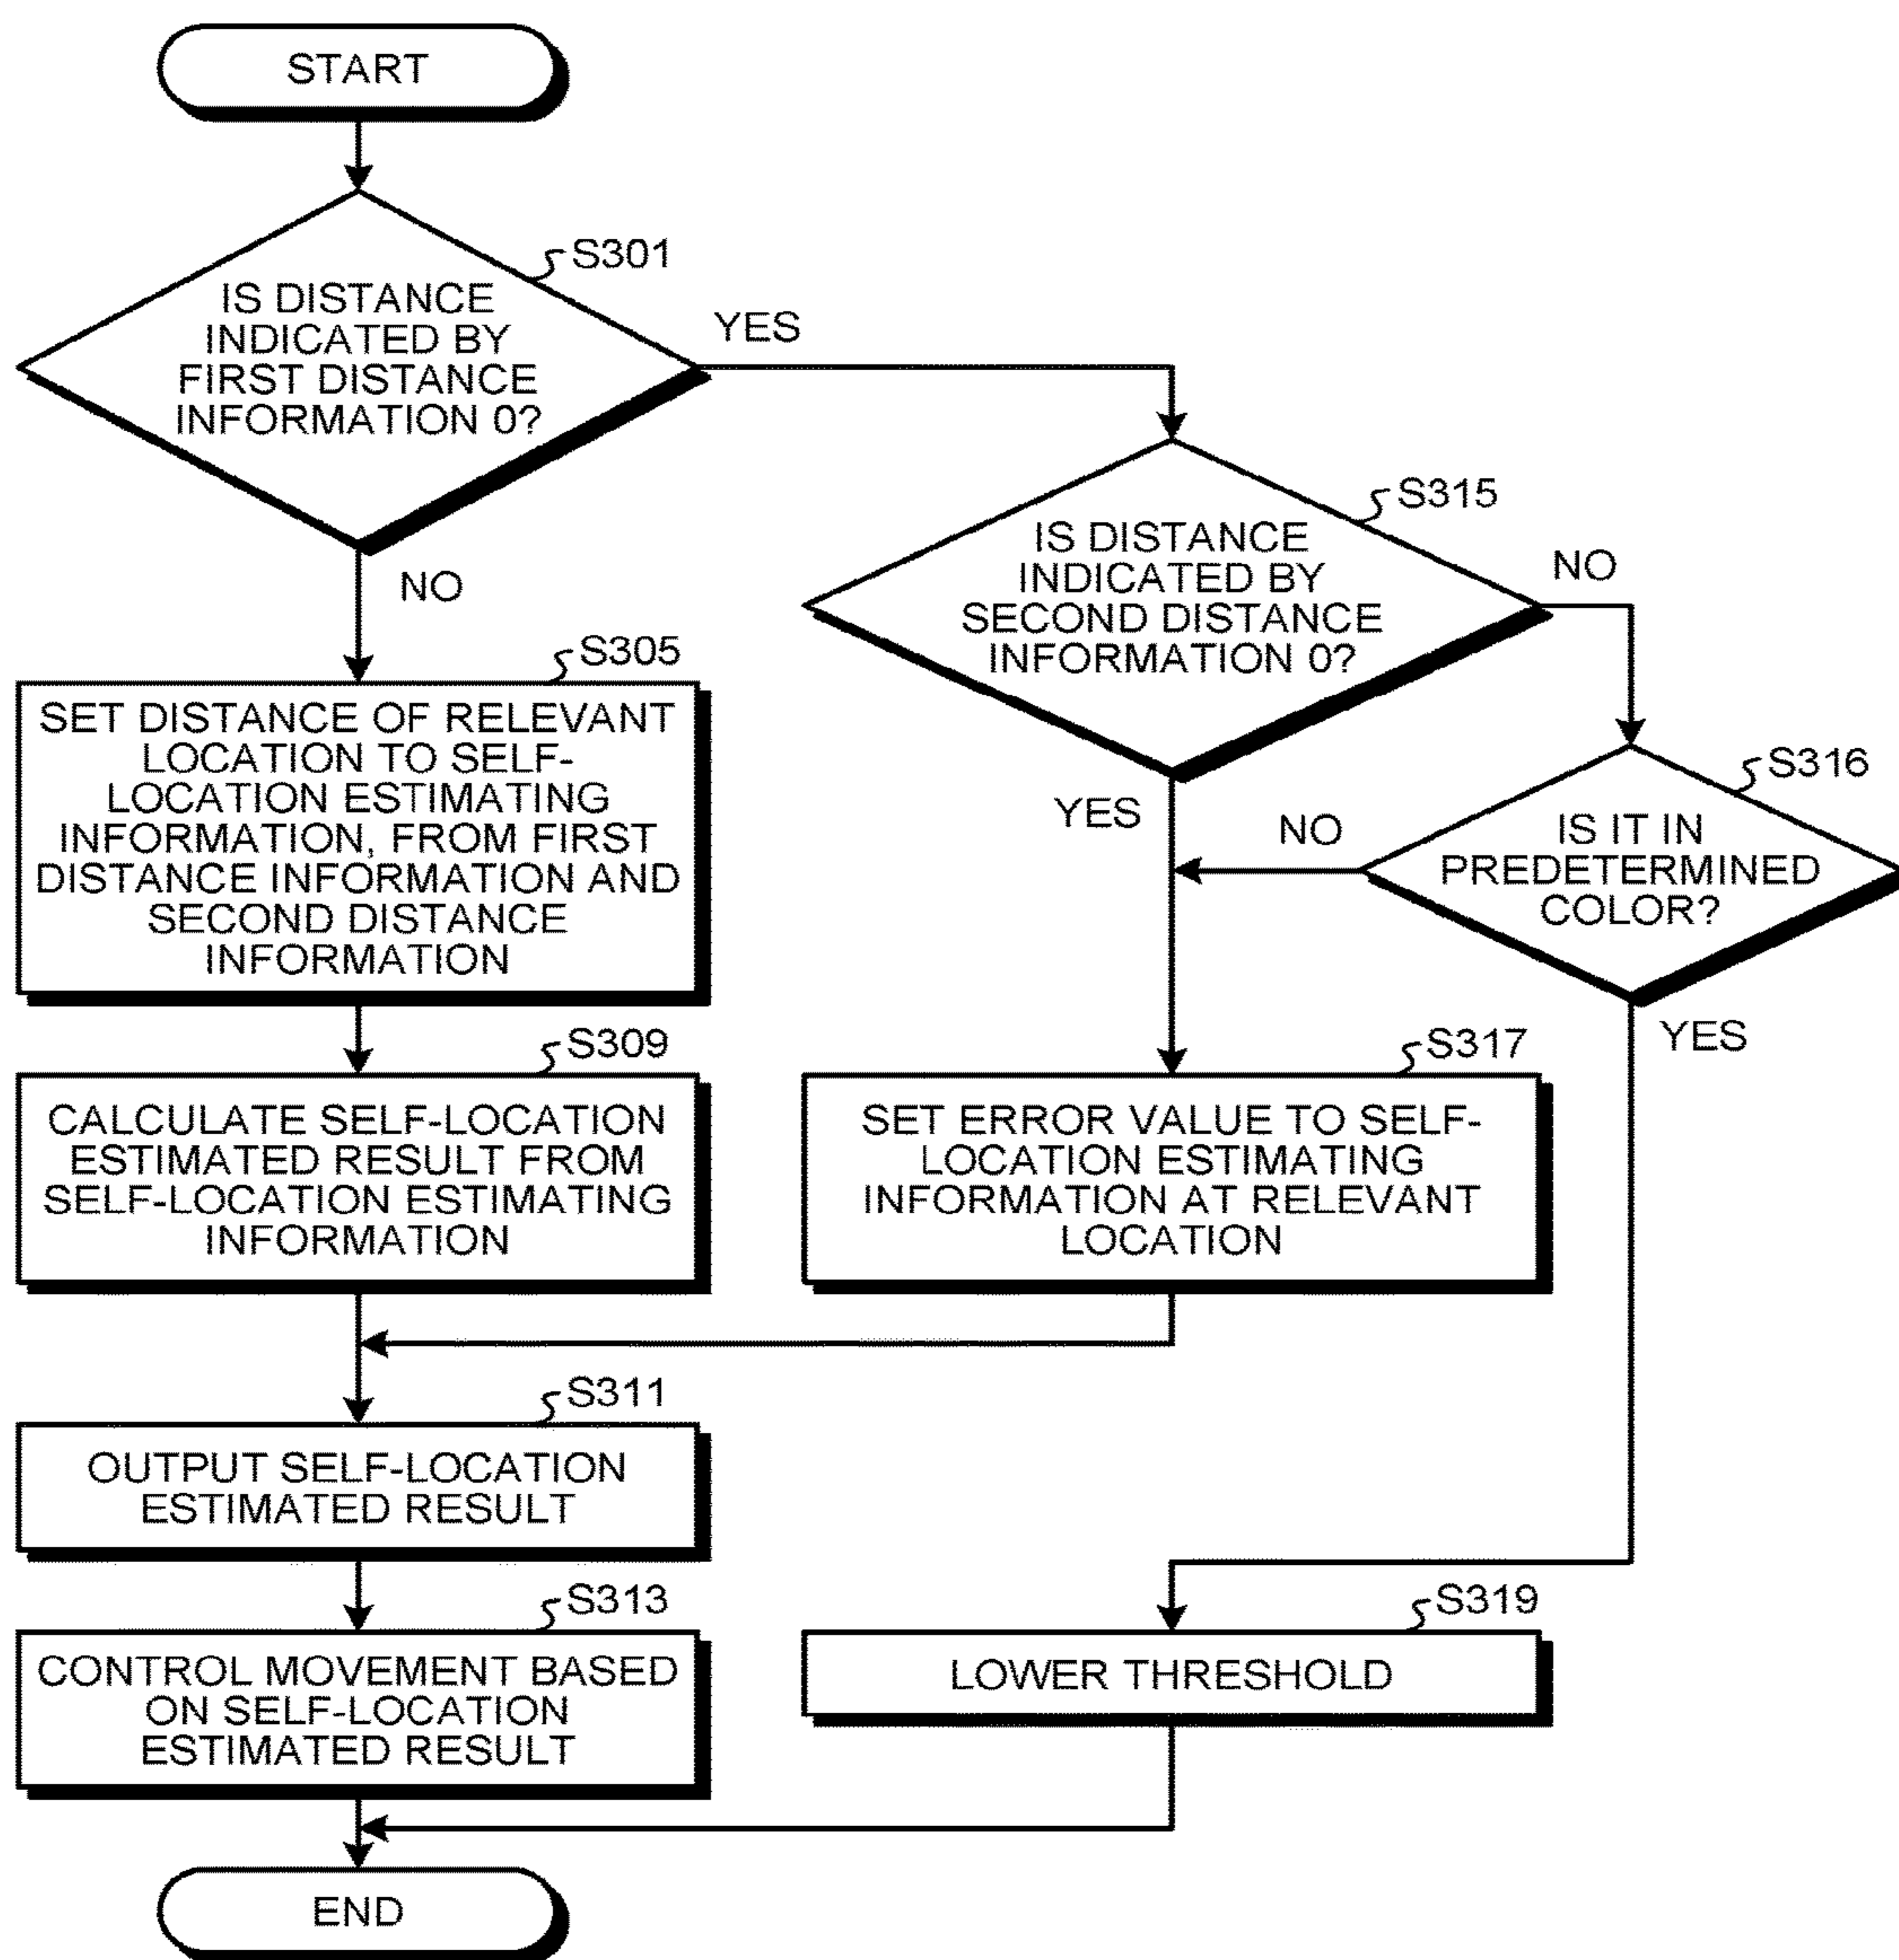 START
S301
IS DISTANCE
INDICATED BY
FIRST DISTANCE
INFORMATION 0?
YES
NO
S315
IS DISTANCE
INDICATED BY
SECOND DISTANCE
INFORMATION 0?
NO
YES
S316
IS IT IN
PREDETERMINED
COLOR?
NO
YES
S305
SET DISTANCE OF RELEVANT
LOCATION TO SELF-
LOCATION ESTIMATING
INFORMATION, FROM FIRST
DISTANCE INFORMATION AND
SECOND DISTANCE
INFORMATION
S309
CALCULATE SELF-LOCATION
ESTIMATED RESULT FROM
SELF-LOCATION ESTIMATING
INFORMATION
S317
SET ERROR VALUE TO SELF-
LOCATION ESTIMATING
INFORMATION AT RELEVANT
LOCATION
S311
OUTPUT SELF-LOCATION
ESTIMATED RESULT
S313
CONTROL MOVEMENT BASED
ON SELF-LOCATION
ESTIMATED RESULT
S319
LOWER THRESHOLD
END